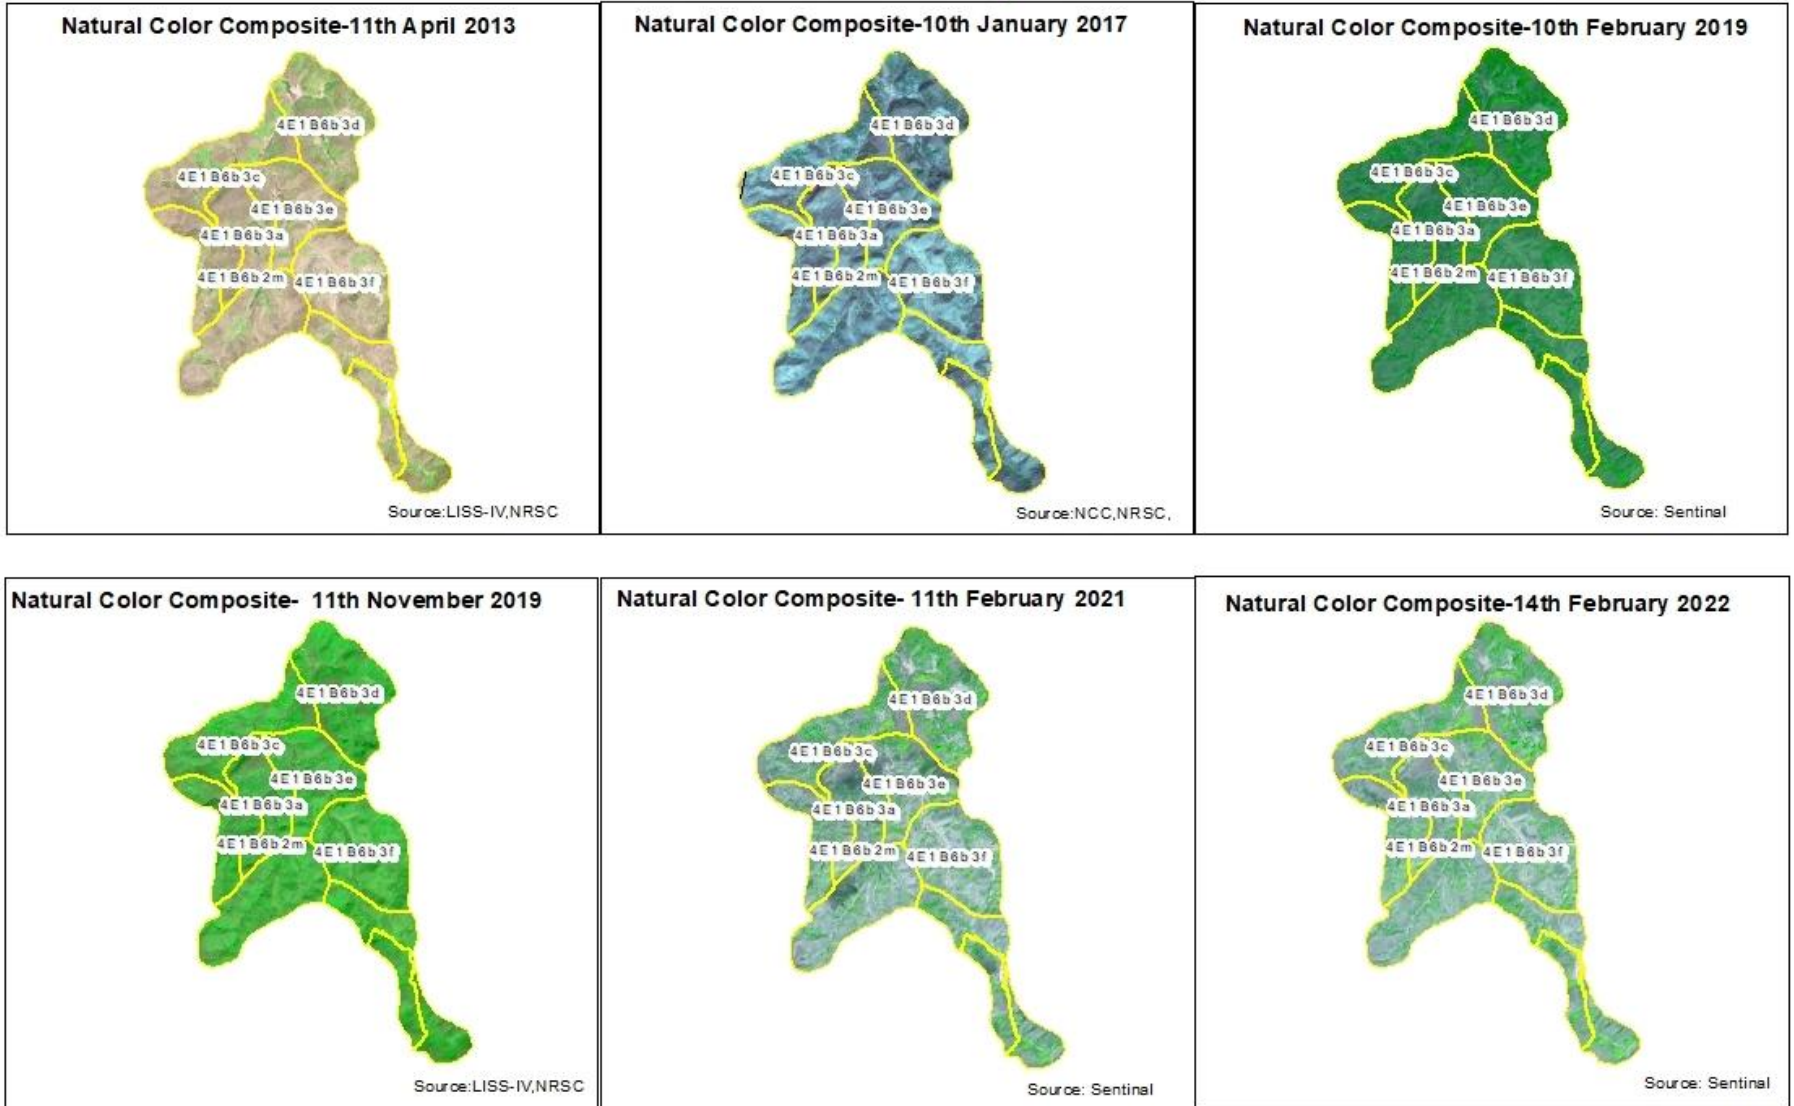 Natural Color Composite-11th April 2013
4E1B6b3d
4E1B6b3c
4E1B6b3e
4E1B6b3a
4E1B6b2m
4E1B6b3f
Source:LISS-IV,NRSC
Natural Color Composite-10th January 2017
4E1B6b3d
4E1B6b3c
4E1B6b3e
4E1B6b3a
4E1B6b2m
4E1B6b3f
Source:NCC,NRSC,
Natural Color Composite-10th February 2019
4E1B6b3d
4E1B6b3c
4E1B6b3e
4E1B6b3a
4E1B6b2m
4E1B6b3f
Source: Sentinal
Natural Color Composite- 11th November 2019
4E1B6b3d
4E1B6b3c
4E1B6b3e
4E1B6b3a
4E1B6b2m
4E1B6b3f
Source:LISS-IV,NRSC
Natural Color Composite- 11th February 2021
4E1B6b3d
4E1B6b3c
4E1B6b3e
4E1B6b3a
4E1B6b2m
4E1B6b3f
Source: Sentinal
Natural Color Composite-14th February 2022
4E1B6b3d
4E1B6b3c
4E1B6b3e
4E1B6b3a
4E1B6b2m
4E1B6b3f
Source: Sentinal